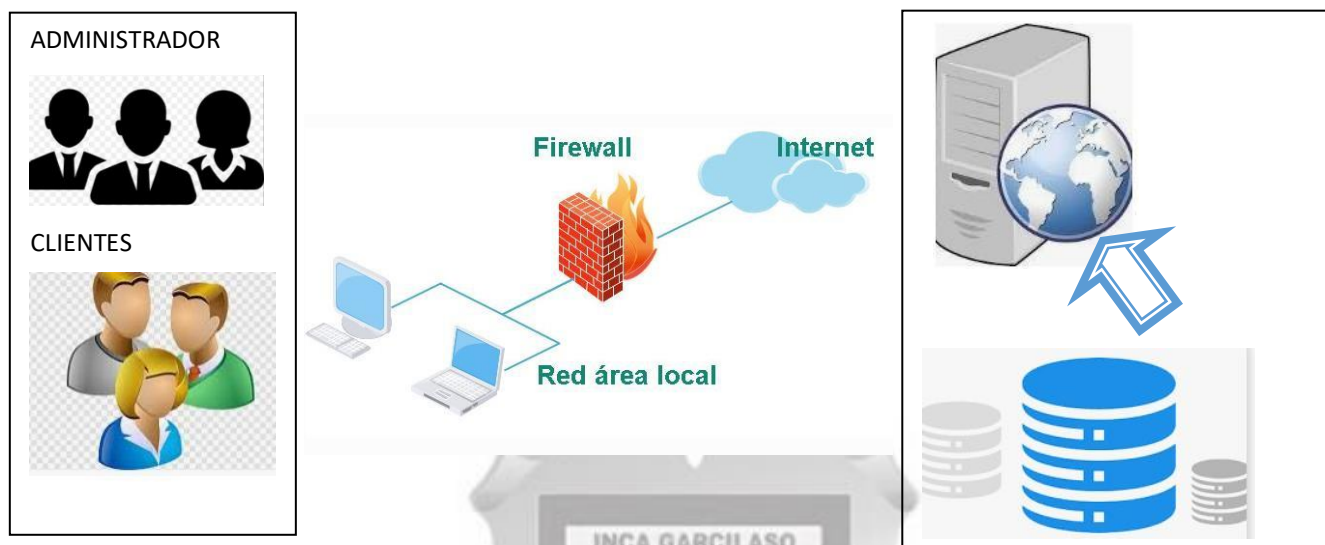 ADMINISTRADOR
CLIENTES
Firewall
Internet
Red área local
INCA GARCILASO